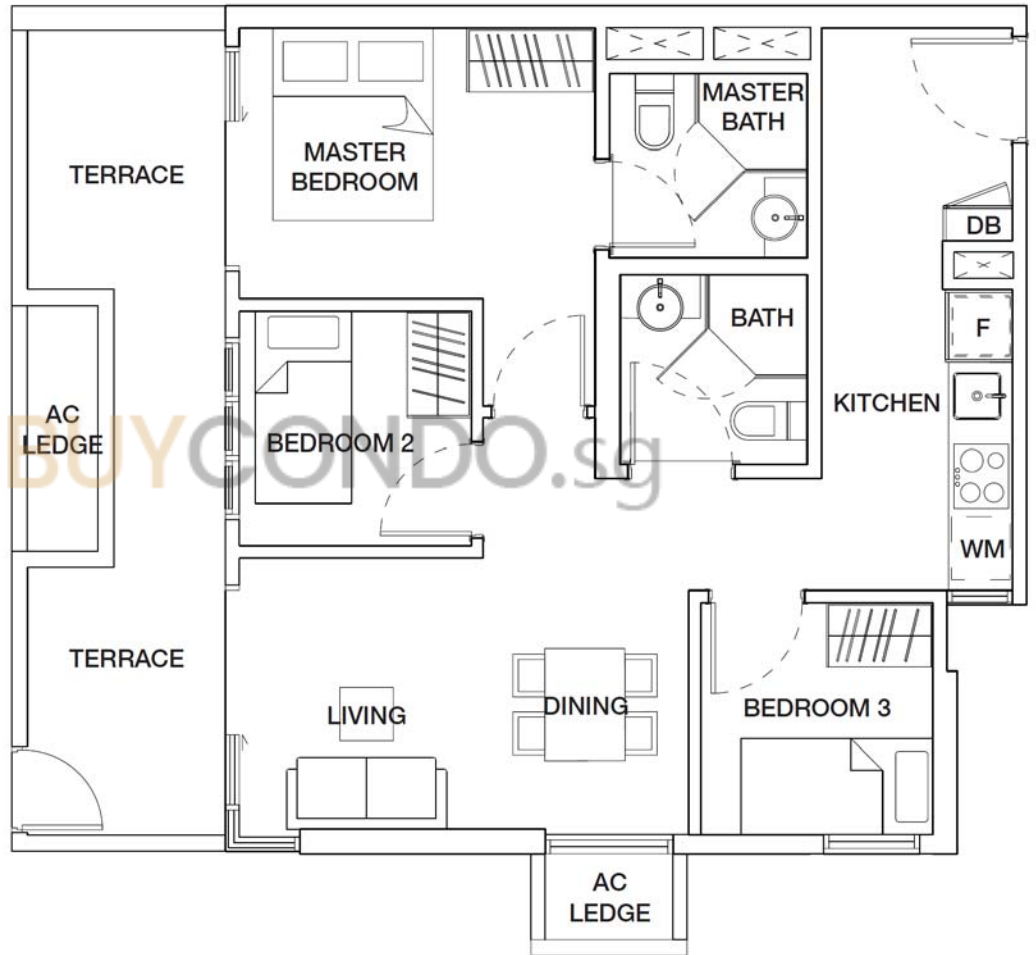 MASTER
BATH
TERRACE
MASTER
BEDROOM
DB
BATH
F
AC
LEDGE
BEDROOM 2
KITCHEN
BUYCONDO.sg
WM
TERRACE
LIVING
DINING
BEDROOM 3
AC
LEDGE